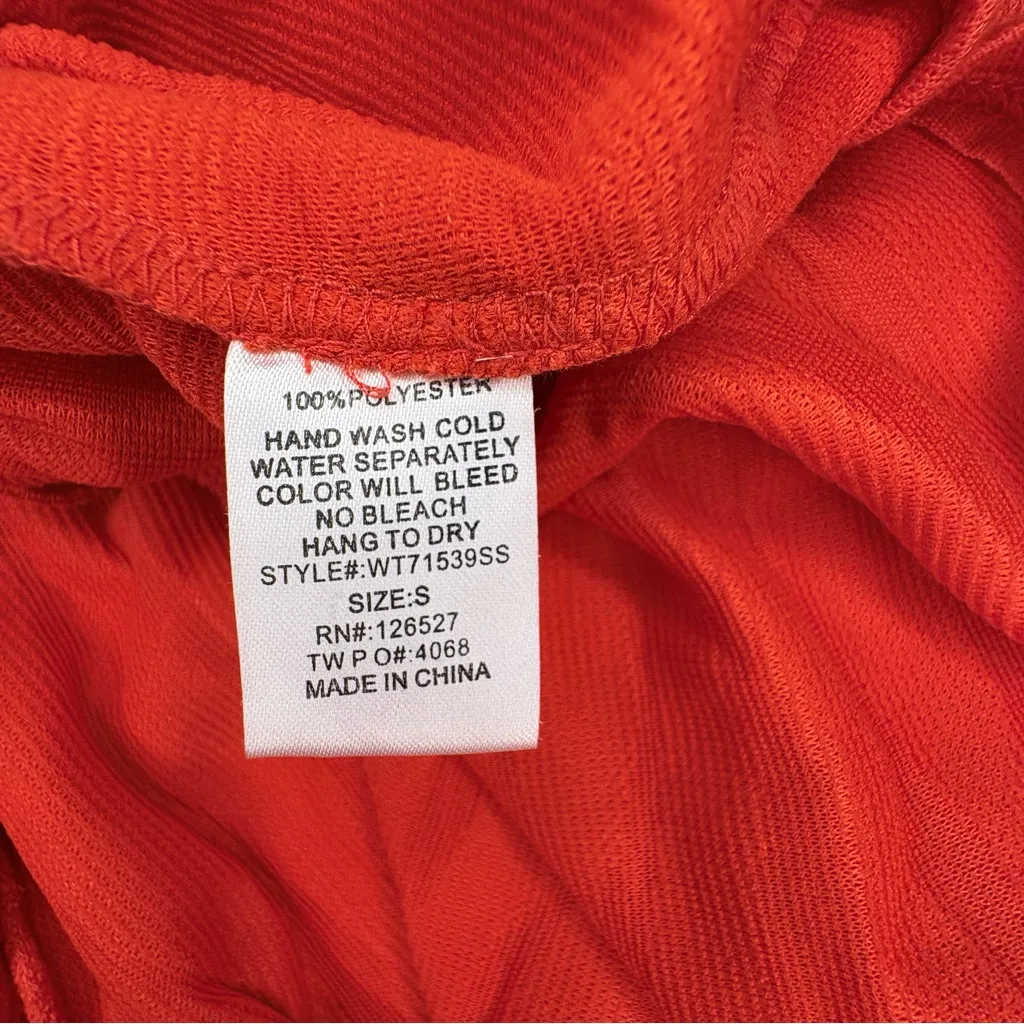 100%POLYESTER
HAND WASH COLD
WATER SEPARATELY
COLOR WILL BLEED
NO BLEACH
HANG TO DRY
STYLE#:WT71539SS
SIZE:S
RN#:126527
TW P O#:4068
MADE IN CHINA